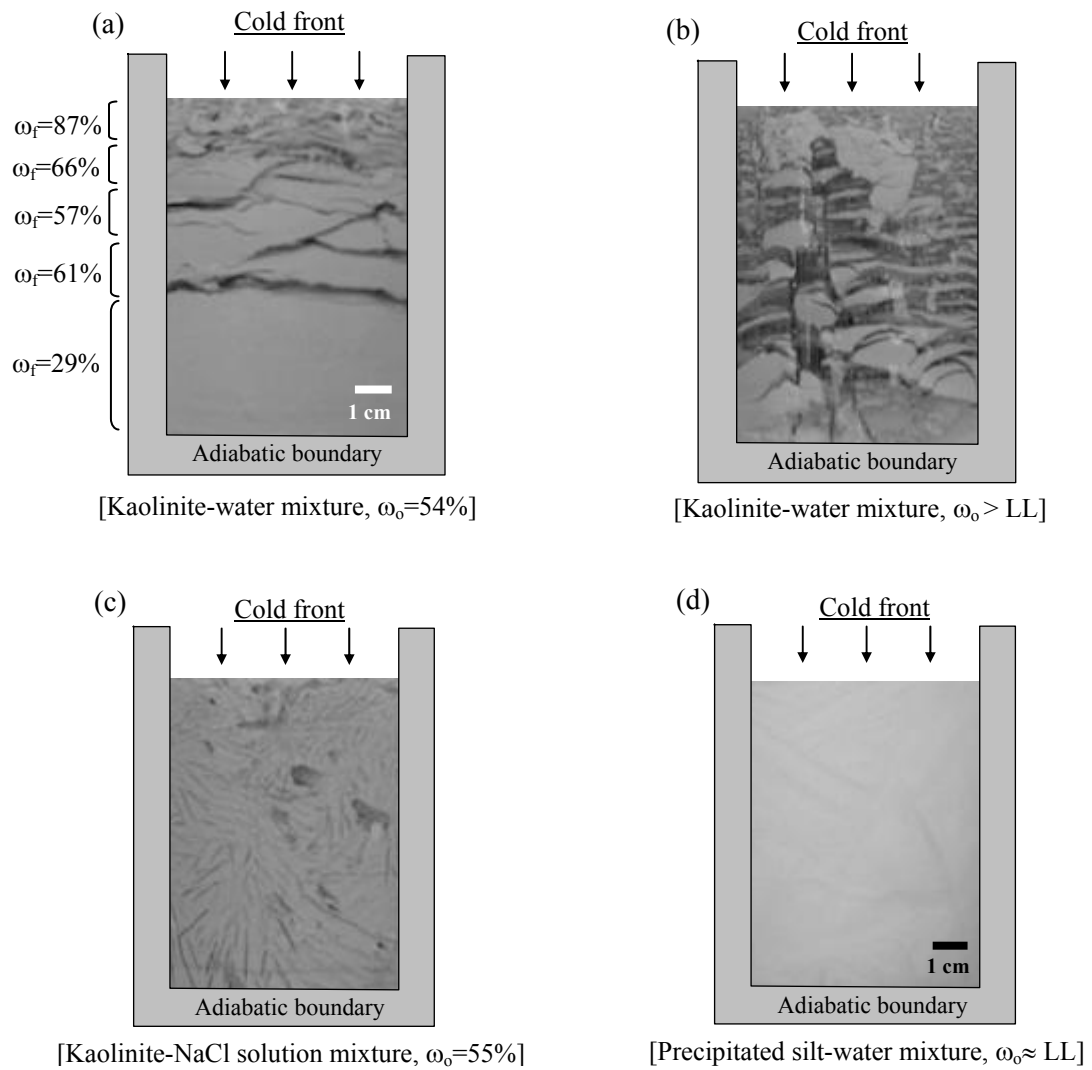 (a)
Cold front
ω_f=87%
ω_f=66%
ω_f=57%
ω_f=61%
ω_f=29%
1 cm
Adiabatic boundary
[Kaolinite-water mixture, ω_o=54%]
(b)
Cold front
Adiabatic boundary
[Kaolinite-water mixture, ω_o > LL]
(c)
Cold front
Adiabatic boundary
[Kaolinite-NaCl solution mixture, ω_o=55%]
(d)
Cold front
1 cm
Adiabatic boundary
[Precipitated silt-water mixture, ω_o≈ LL]